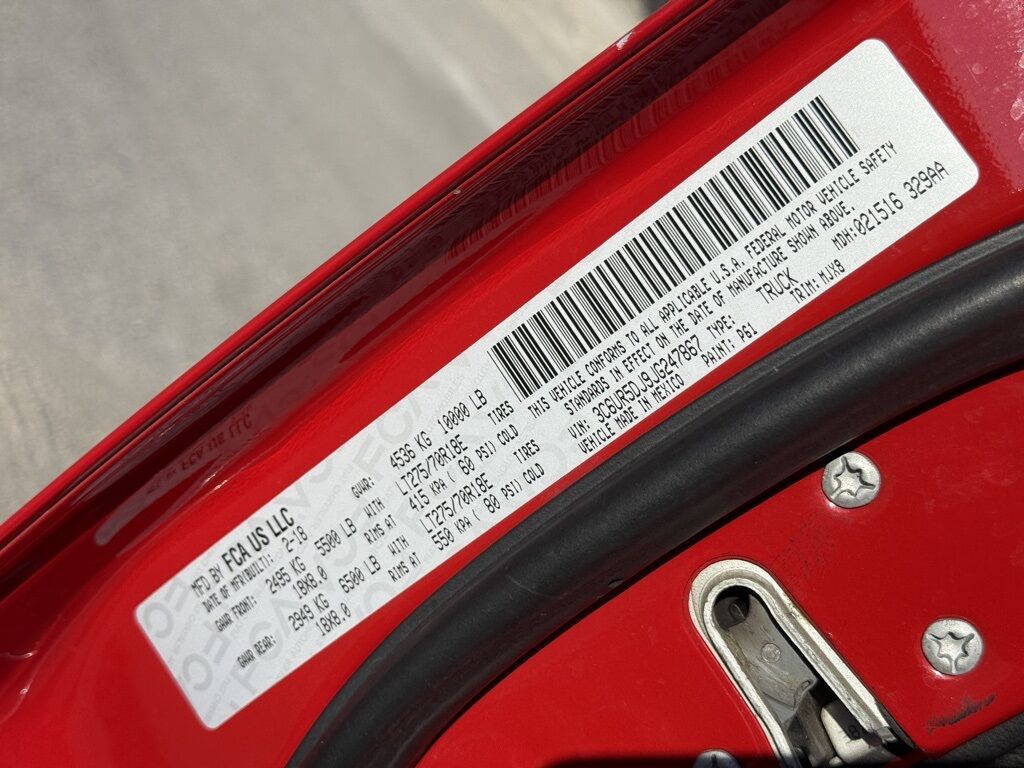 MFD BY FCA US LLC
DATE OF MFR(BUILT): 2-18 GVWR: 4536 KG 10000 LB
GAWR FRONT: 2495 KG 5500 LB WITH LT275/70R18E TIRES
18X8.0 RIMS AT 415 KPA ( 60 PSI) COLD
GAWR REAR: 2949 KG 6500 LB WITH LT275/70R18E TIRES
18X8.0 RIMS AT 550 KPA ( 80 PSI) COLD
THIS VEHICLE CONFORMS TO ALL APPLICABLE U.S.A. FEDERAL MOTOR VEHICLE SAFETY
STANDARDS IN EFFECT ON THE DATE OF MANUFACTURE SHOWN ABOVE.
VIN: 3C6UR5DJ9JG247867 TYPE: TRUCK MDH:021516 329AA
VEHICLE MADE IN MEXICO PAINT: P61 TRIM:MJX8